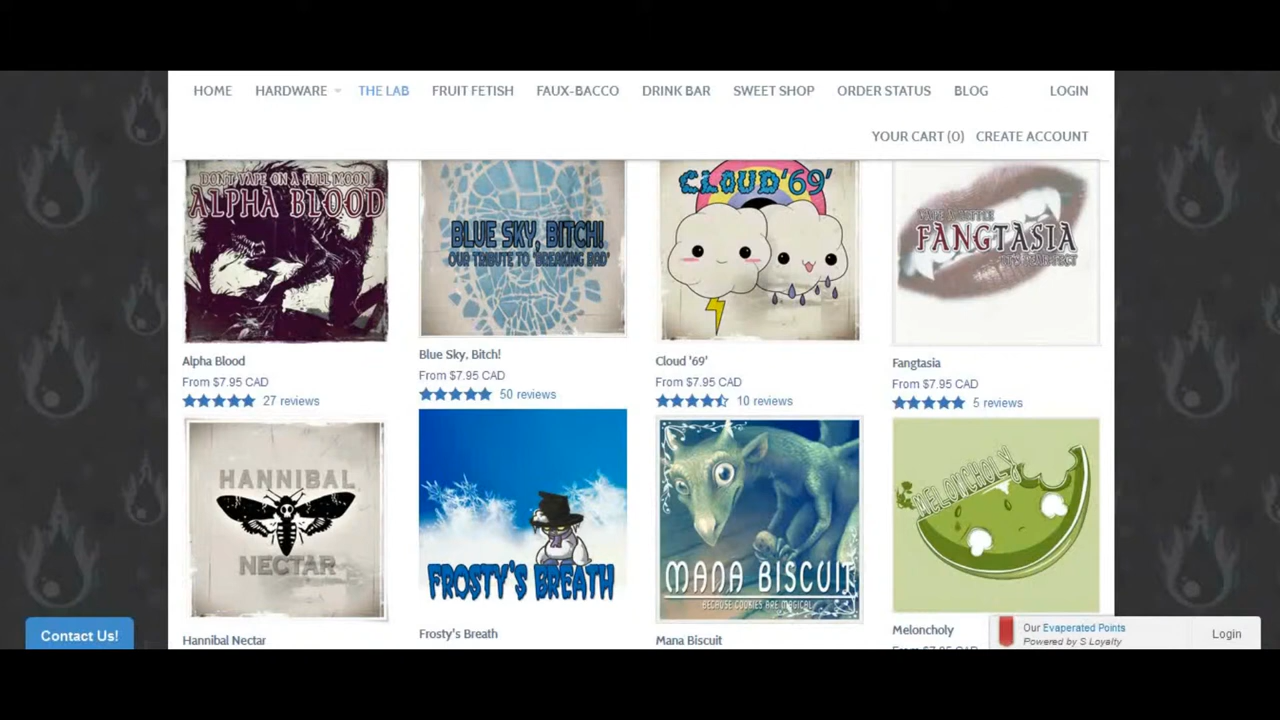 HOME HARDWARE THE LAB FRUIT FETISH FAUX-BACCO DRINK BAR SWEET SHOP ORDER STATUS BLOG LOGIN
YOUR CART (0) CREATE ACCOUNT
DON'T VAPE ON A FULL MOON
ALPHA BLOOD
BLUE SKY, BITCH!
OUR TRIBUTE TO 'BREAKING BAD'
CLOUD '69'
FANGTASIA
Alpha Blood
From $7.95 CAD
27 reviews
Blue Sky, Bitch!
From $7.95 CAD
50 reviews
Cloud '69'
From $7.95 CAD
10 reviews
Fangtasia
From $7.95 CAD
5 reviews
HANNIBAL
NECTAR
FROSTY'S BREATH
MANA BISCUIT
BECAUSE COOKIES ARE MAGICAL
MELONCHOLY
Hannibal Nectar
Frosty's Breath
Mana Biscuit
Meloncholy
From $7.95 CAD
Contact Us!
Our Evaperated Points
Powered by S Loyalty
Login